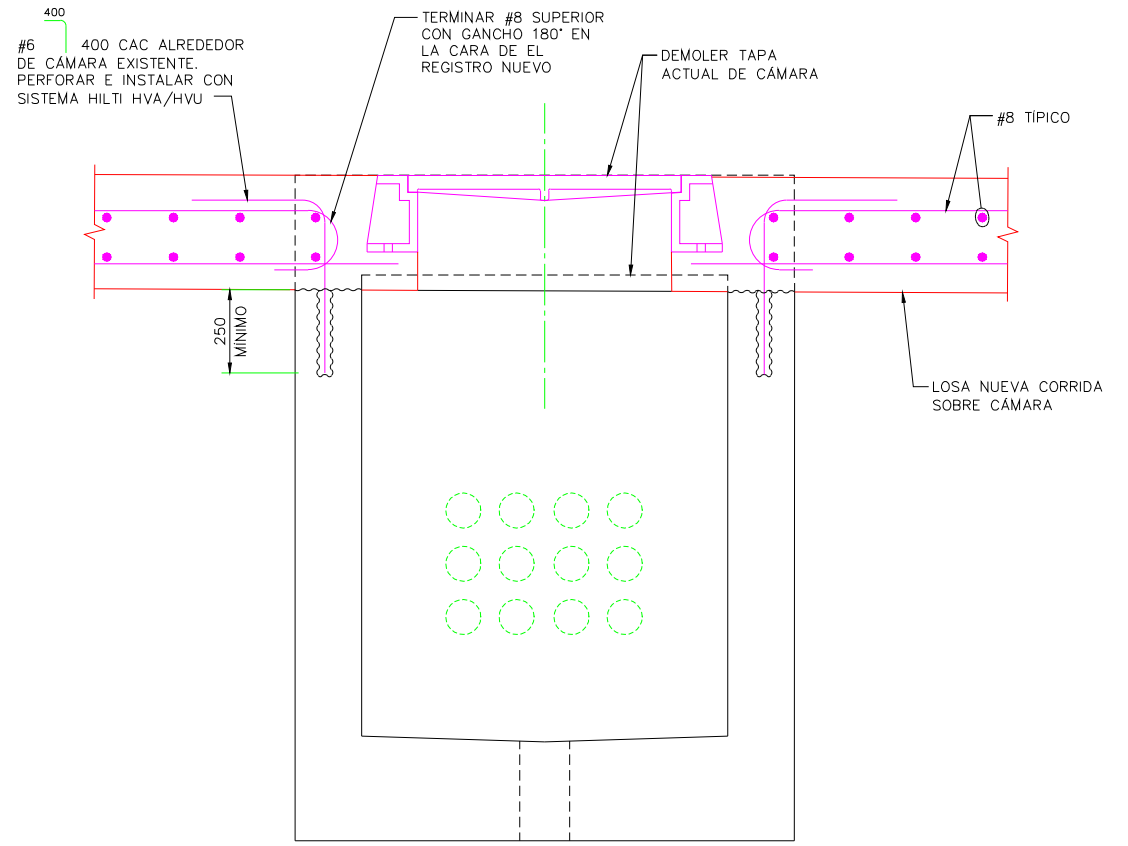 400
#6 400 CAC ALREDEDOR
DE CÁMARA EXISTENTE.
PERFORAR E INSTALAR CON
SISTEMA HILTI HVA/HVU
TERMINAR #8 SUPERIOR
CON GANCHO 180° EN
LA CARA DE EL
REGISTRO NUEVO
DEMOLER TAPA
ACTUAL DE CÁMARA
#8 TÍPICO
250
MÍNIMO
LOSA NUEVA CORRIDA
SOBRE CÁMARA